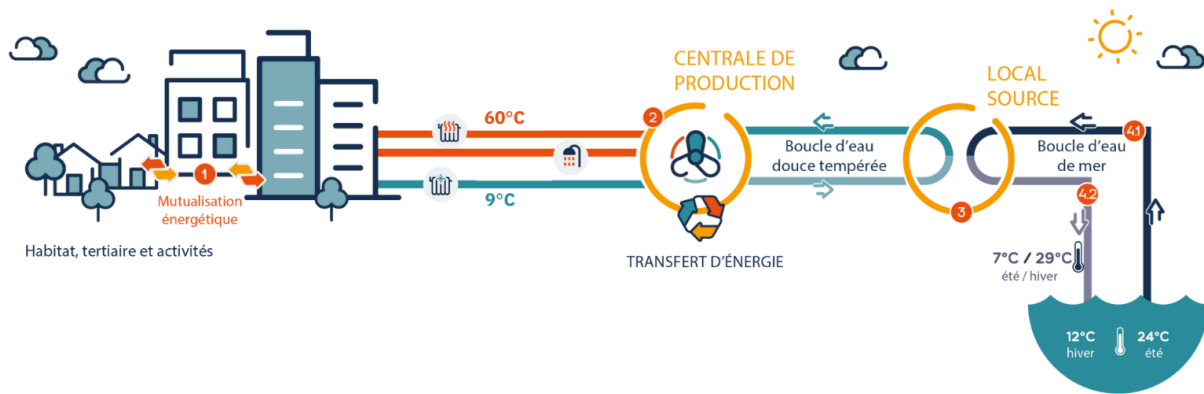 CENTRALE DE
PRODUCTION
LOCAL
SOURCE
60°C
2
4.1
Boucle d'eau
douce tempérée
Boucle d'eau
de mer
1
Mutualisation
énergétique
9°C
3
4.2
Habitat, tertiaire et activités
TRANSFERT D'ÉNERGIE
7°C / 29°C
été / hiver
12°C
hiver
24°C
été